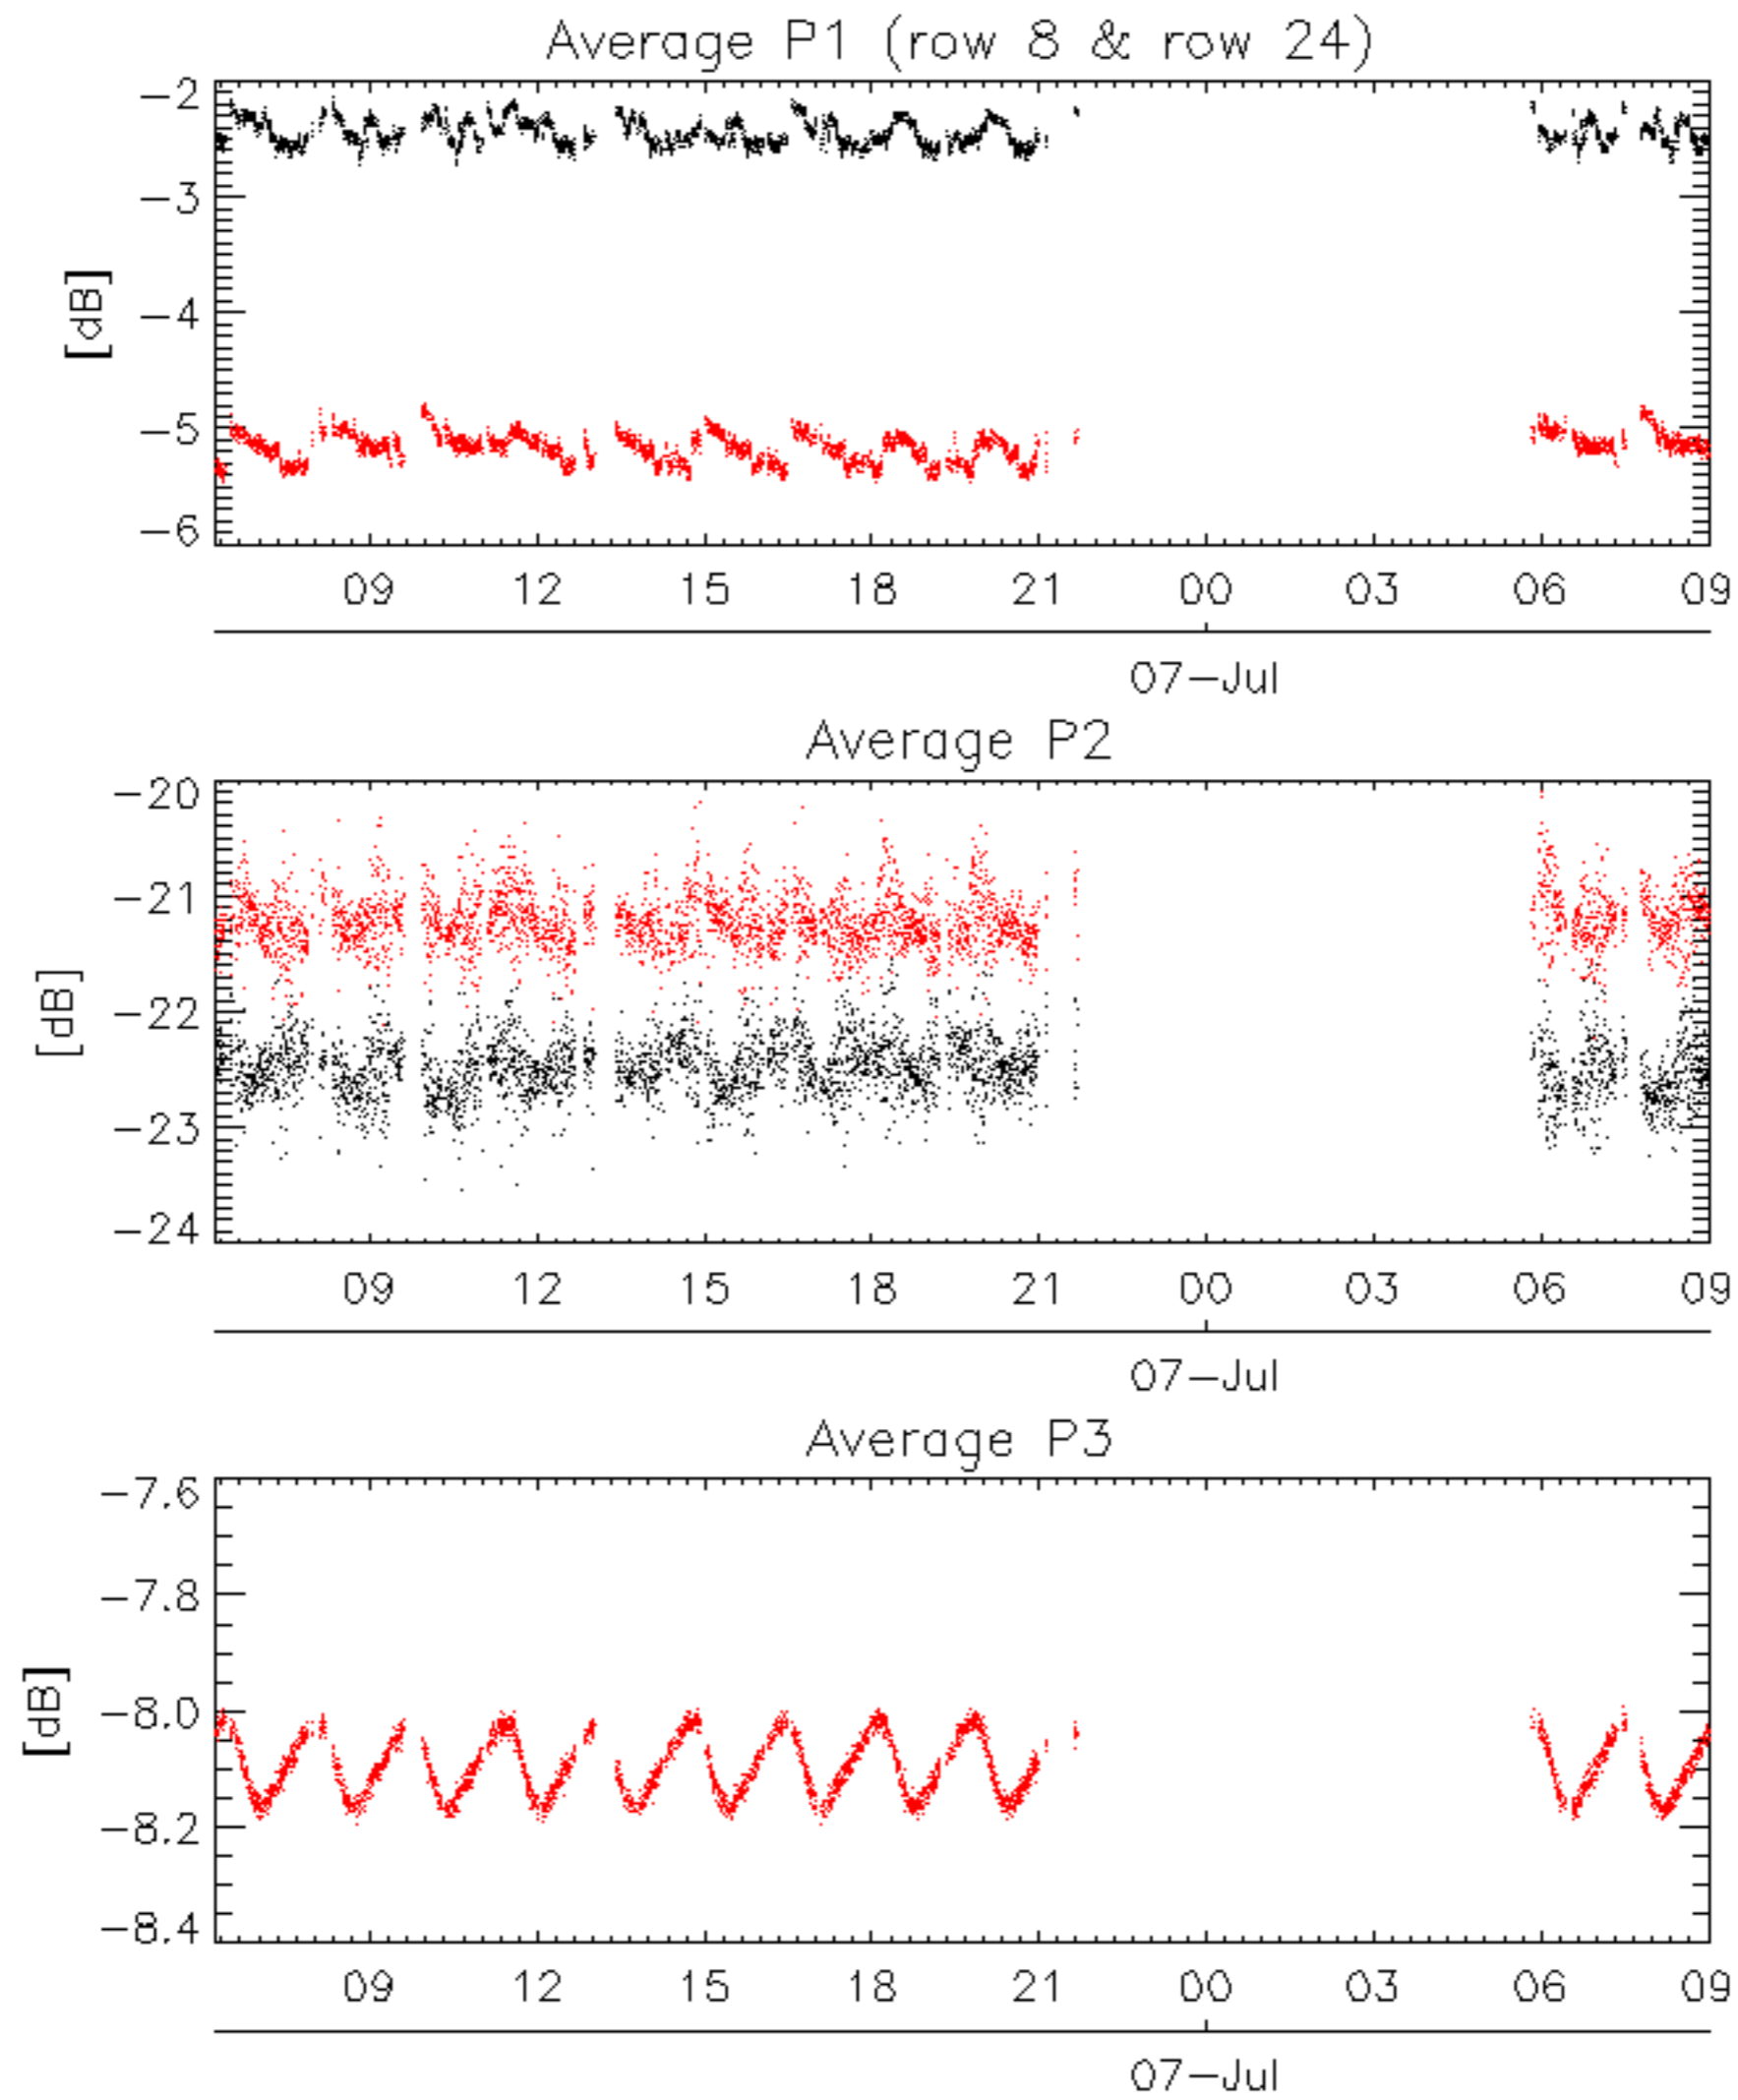 Average P1 (row 8 & row 24)
−2
−3
−4
−5
−6
[dB]
09 12 15 18 21 00 03 06 09
07−Jul
Average P2
−20
−21
−22
−23
−24
[dB]
09 12 15 18 21 00 03 06 09
07−Jul
Average P3
−7.6
−7.8
−8.0
−8.2
−8.4
[dB]
09 12 15 18 21 00 03 06 09
07−Jul